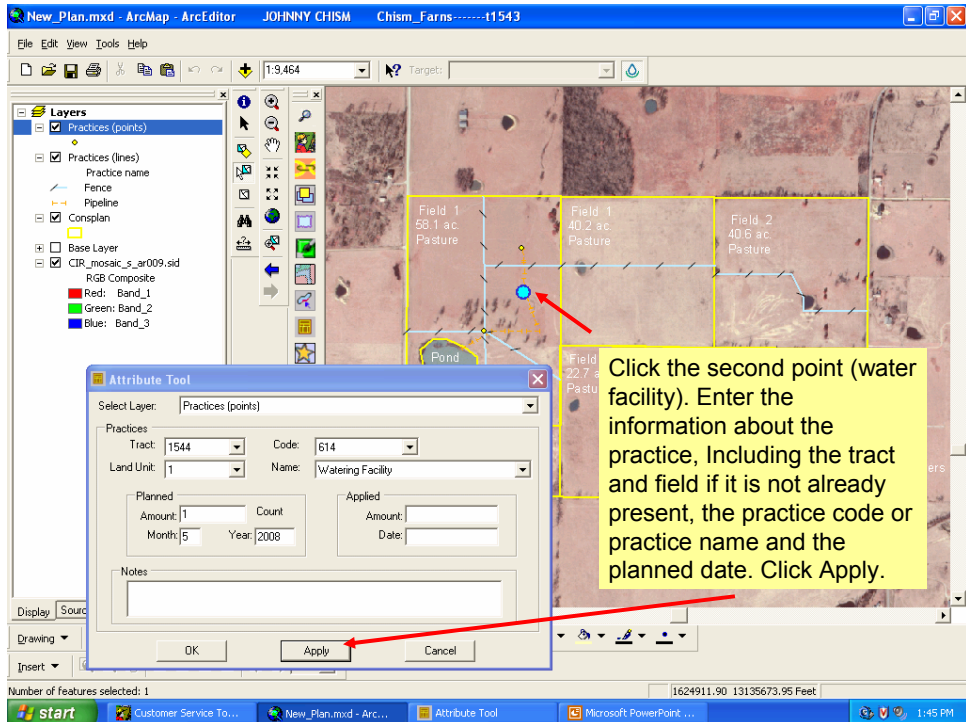 New_Plan.mxd - ArcMap - ArcEditor JOHNNY CHISM Chism_Farns-------t1543
File Edit View Tools Help
1:9,464 Target:
Layers
Practices (points)
Practices (lines)
Practice name
Fence
Pipeline
Consplan
Base Layer
CIR_mosaic_s_ar009.sid
RGB Composite
Red: Band_1
Green: Band_2
Blue: Band_3
Field 1
58.1 ac.
Pasture
Field 1
40.2 ac
Pasture
Field 2
40.6 ac
Pasture
Pond
Field
22.7 a
Pastu
ers
Click the second point (water
facility). Enter the
information about the
practice, Including the tract
and field if it is not already
present, the practice code or
practice name and the
planned date. Click Apply.
Attribute Tool
Select Layer: Practices (points)
Practices
Tract: 1544 Code: 614
Land Unit: 1 Name: Watering Facility
Planned Applied
Amount: 1 Count Amount:
Month: 5 Year: 2008 Date:
Notes
OK Apply Cancel
Display Sourc
Drawing
Insert
Number of features selected: 1
1624911.90 13135673.95 Feet
start Customer Service To... New_Plan.mxd - Arc... Attribute Tool Microsoft PowerPoint ... 1:45 PM